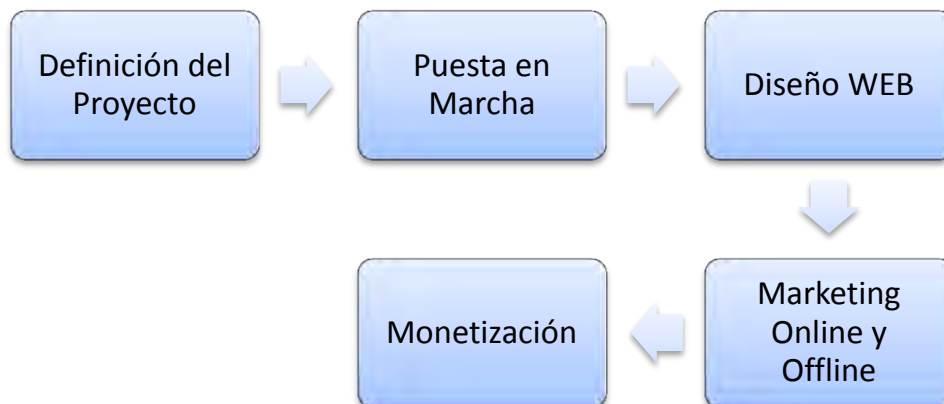 Definición del
Proyecto
Puesta en
Marcha
Diseño WEB
Marketing
Online y
Offline
Monetización